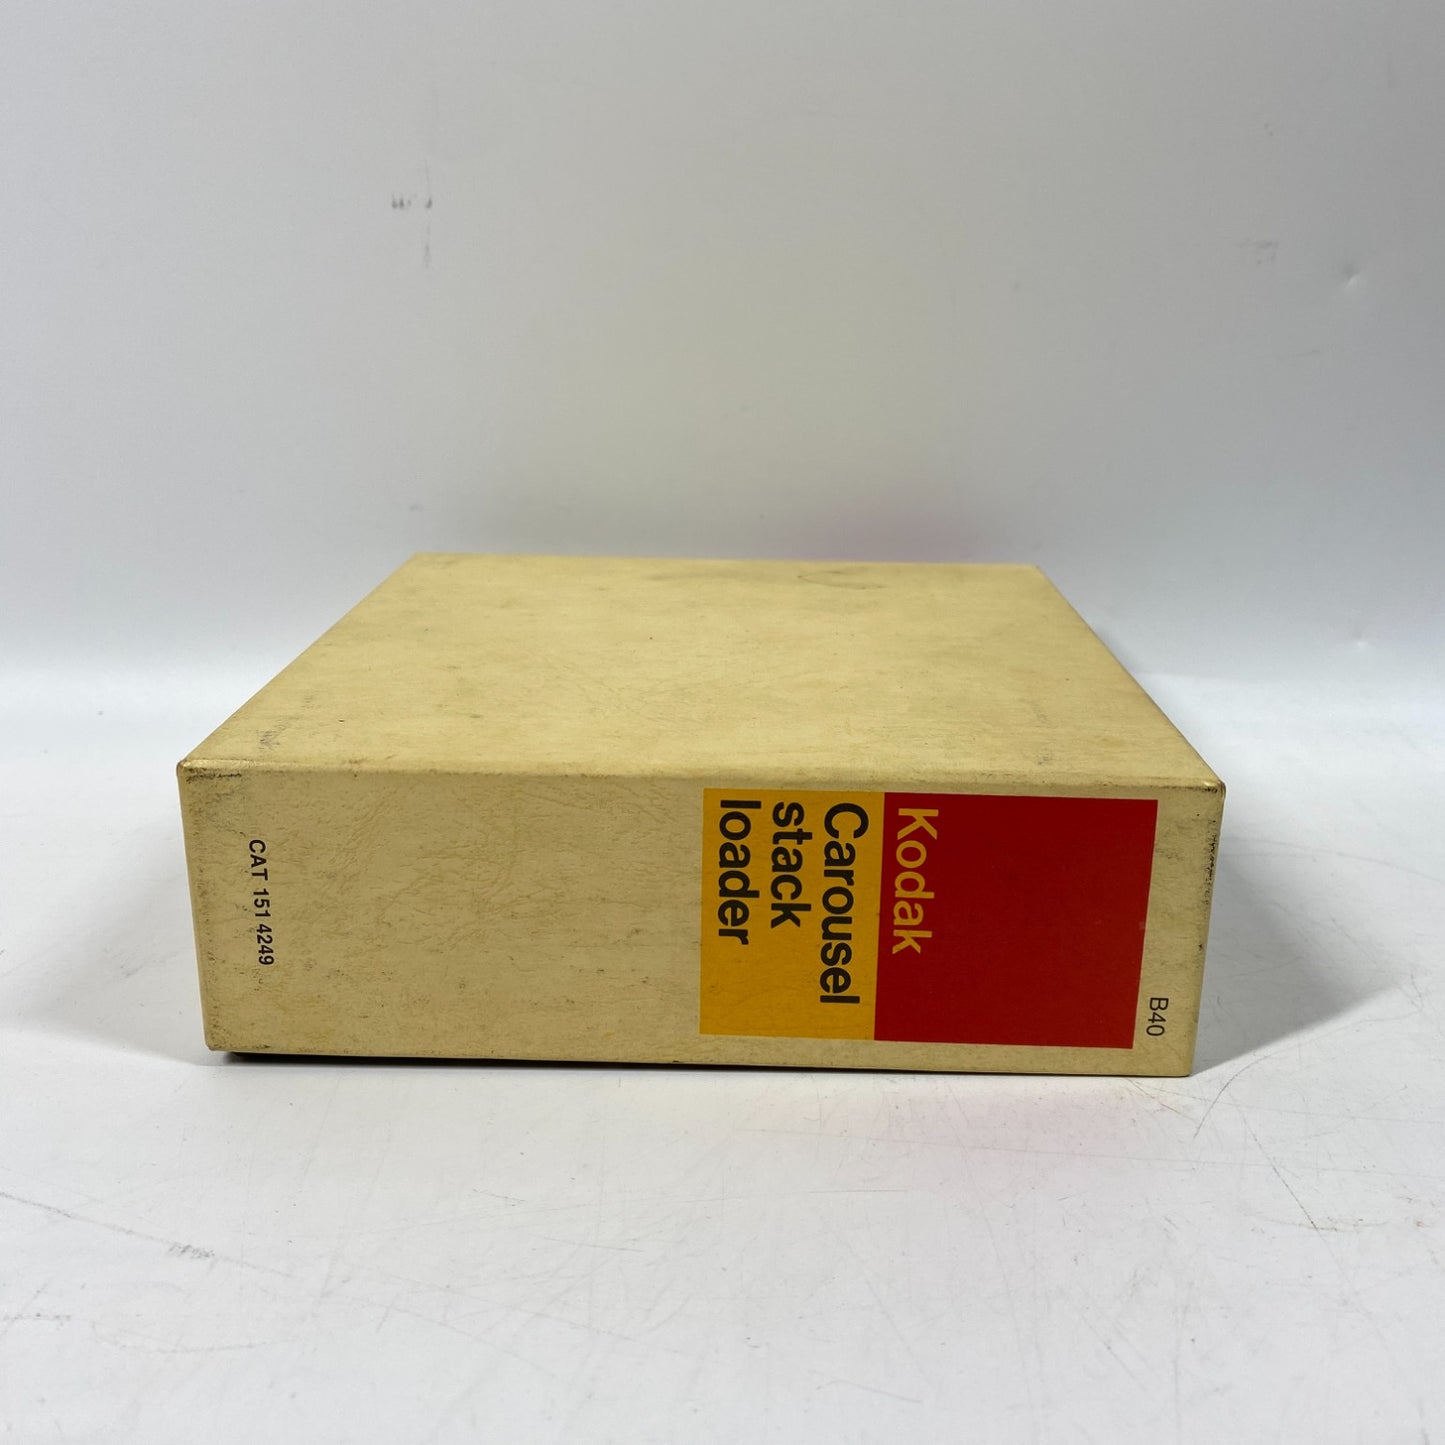 Kodak
Carousel
stack
loader
CAT 151 4249
B40